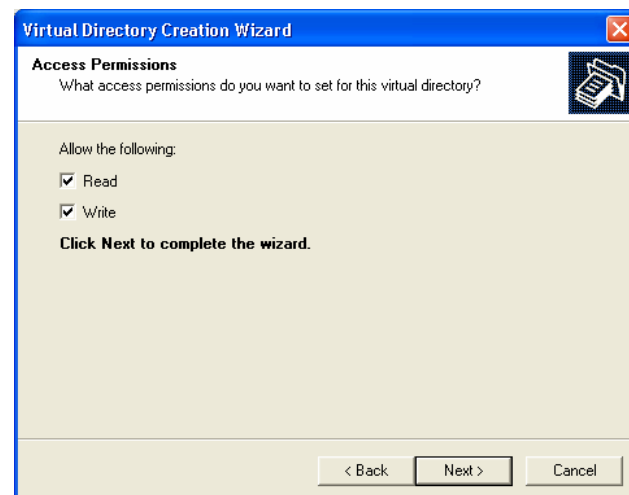 Virtual Directory Creation Wizard
Access Permissions
What access permissions do you want to set for this virtual directory?
Allow the following:
Read
Write
Click Next to complete the wizard.
< Back Next > Cancel